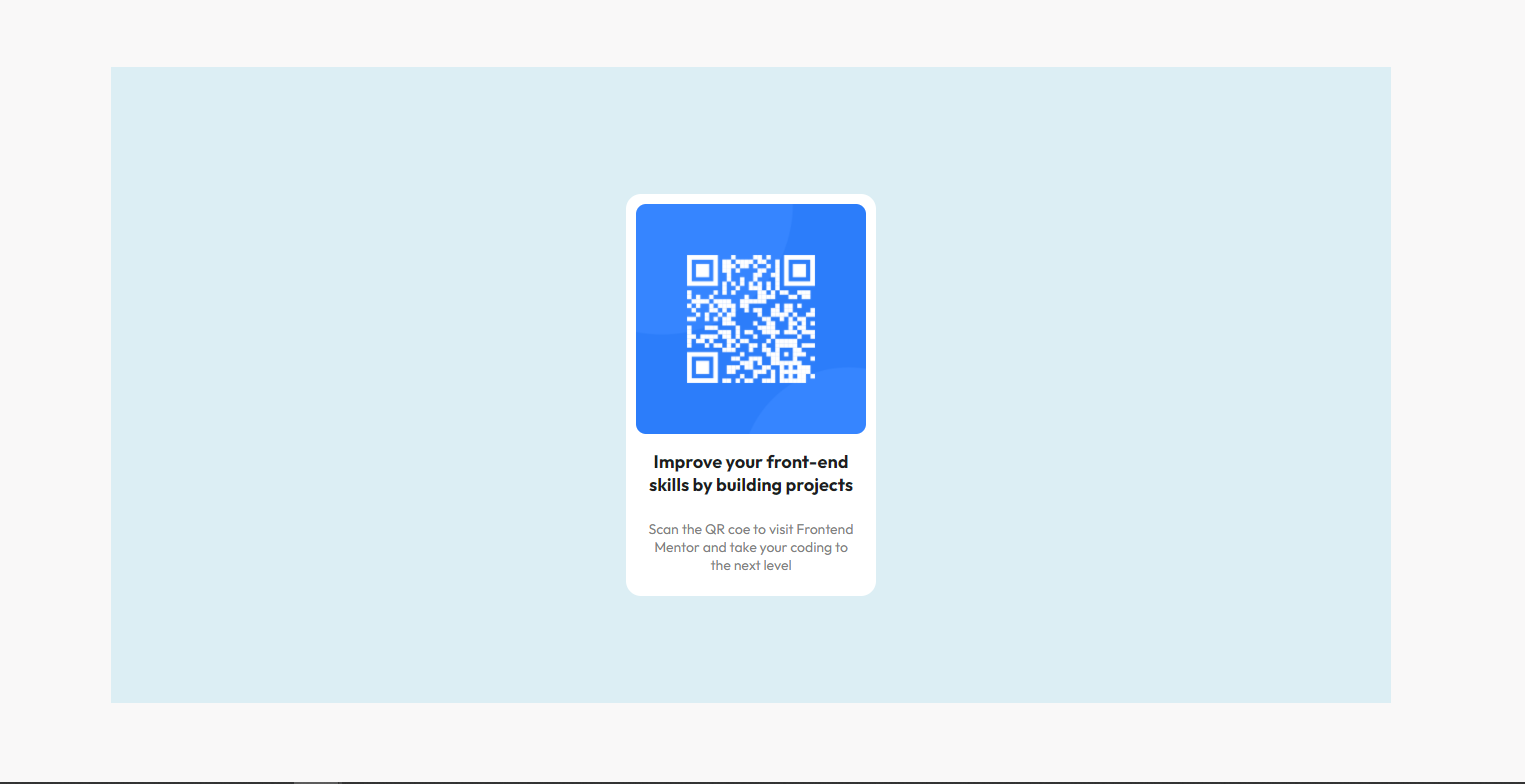 Improve your front-end
skills by building projects
Scan the QR coe to visit Frontend
Mentor and take your coding to
the next level